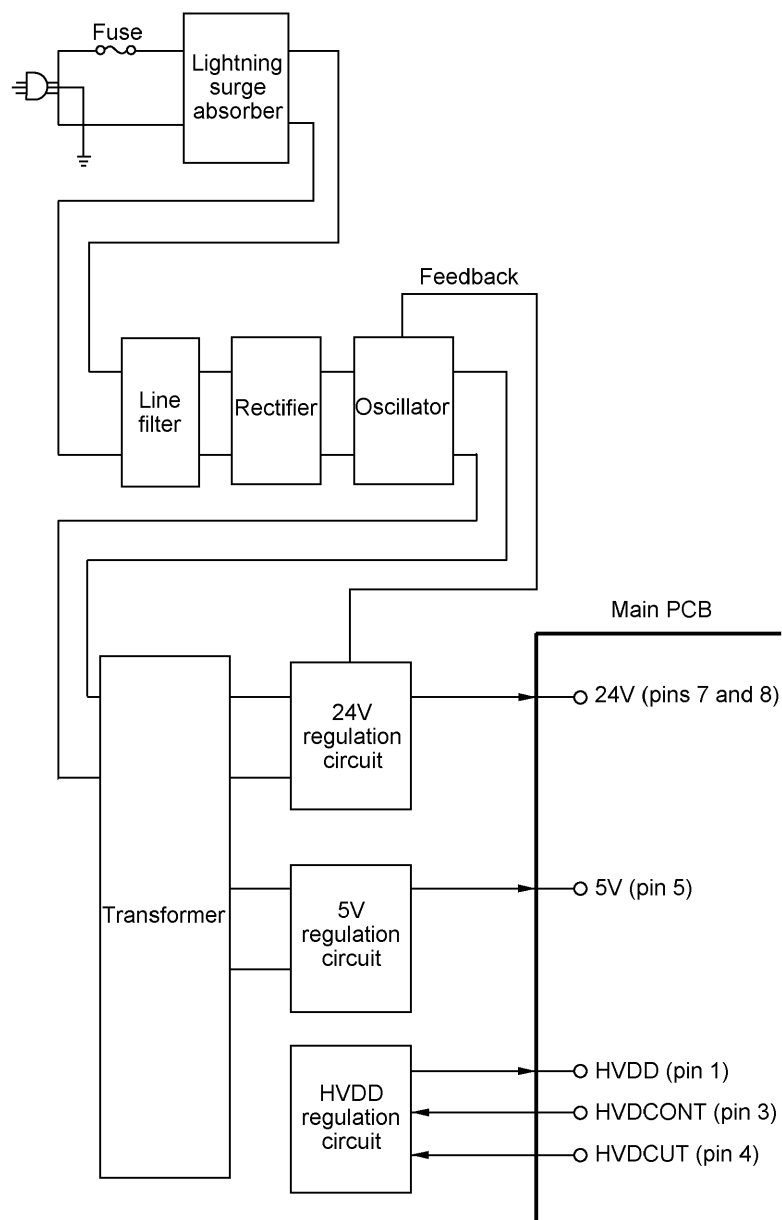 Fuse
Lightning
surge
absorber
Feedback
Line
filter
Rectifier
Oscillator
Main PCB
24V
regulation
circuit
24V (pins 7 and 8)
Transformer
5V
regulation
circuit
5V (pin 5)
HVDD
regulation
circuit
HVDD (pin 1)
HVDCONT (pin 3)
HVDCUT (pin 4)